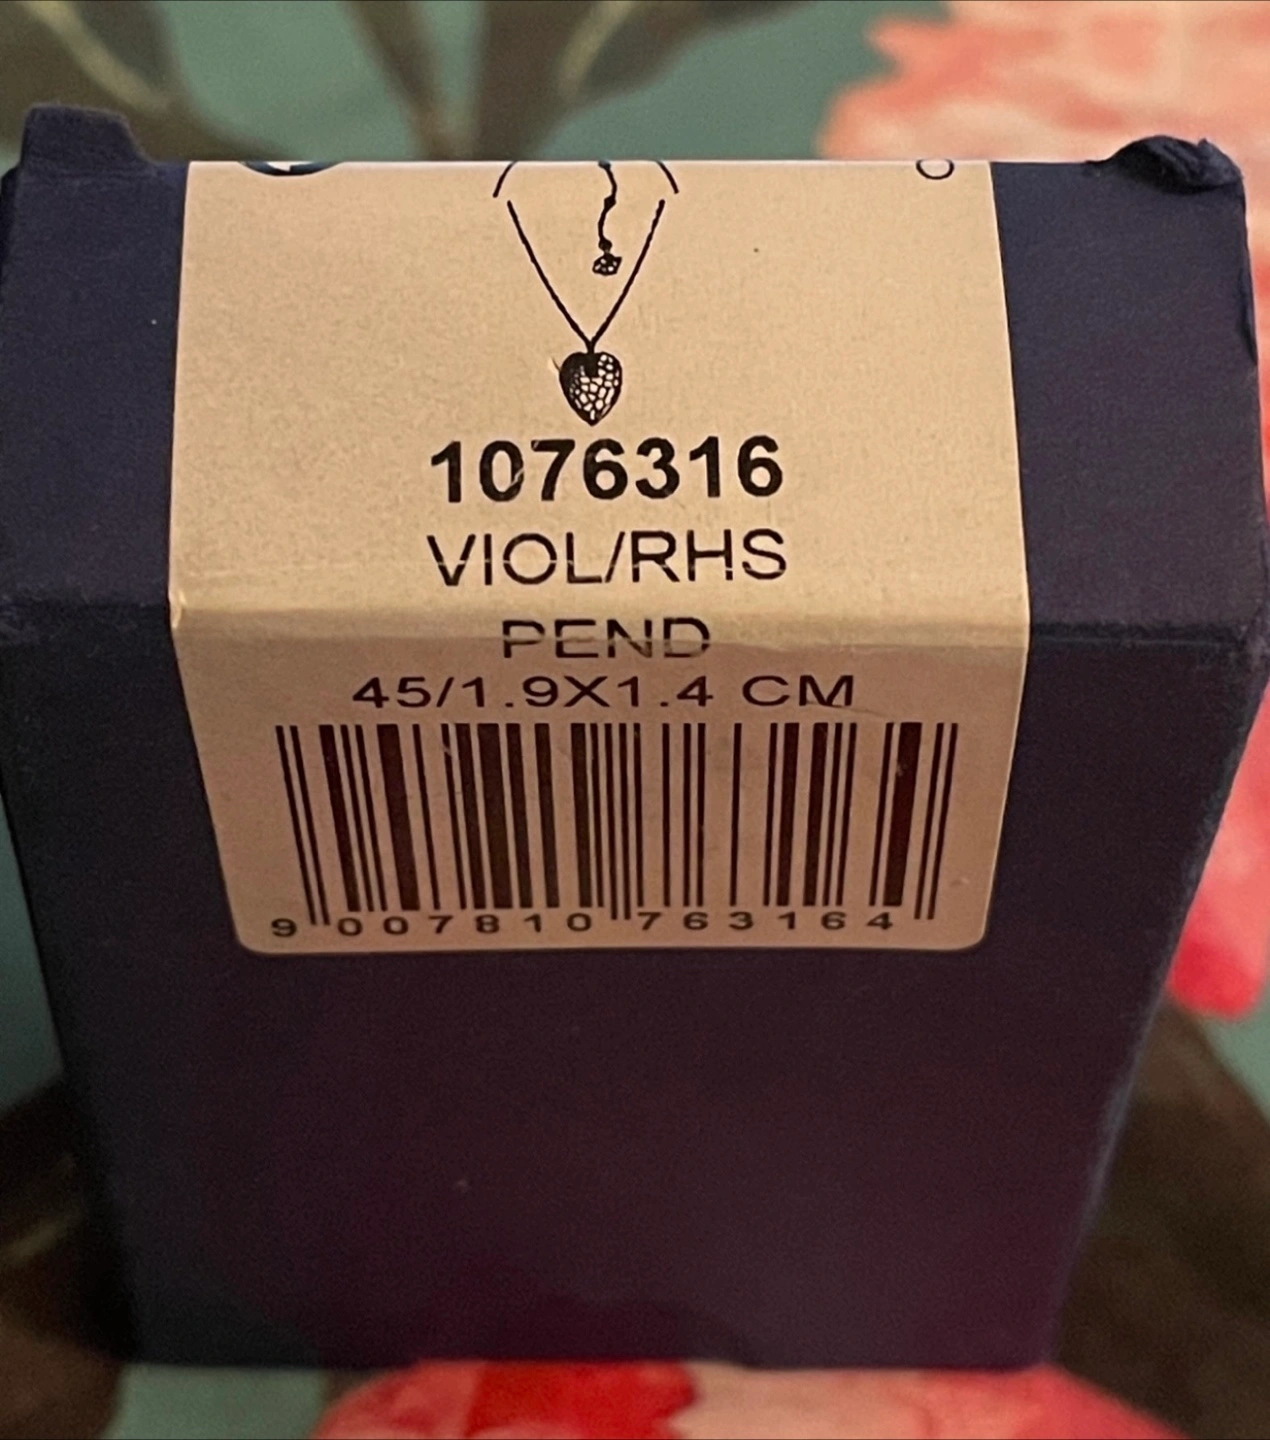 1076316
VIOL/RHS
PEND
45/1.9X1.4 CM
9 007810 763164